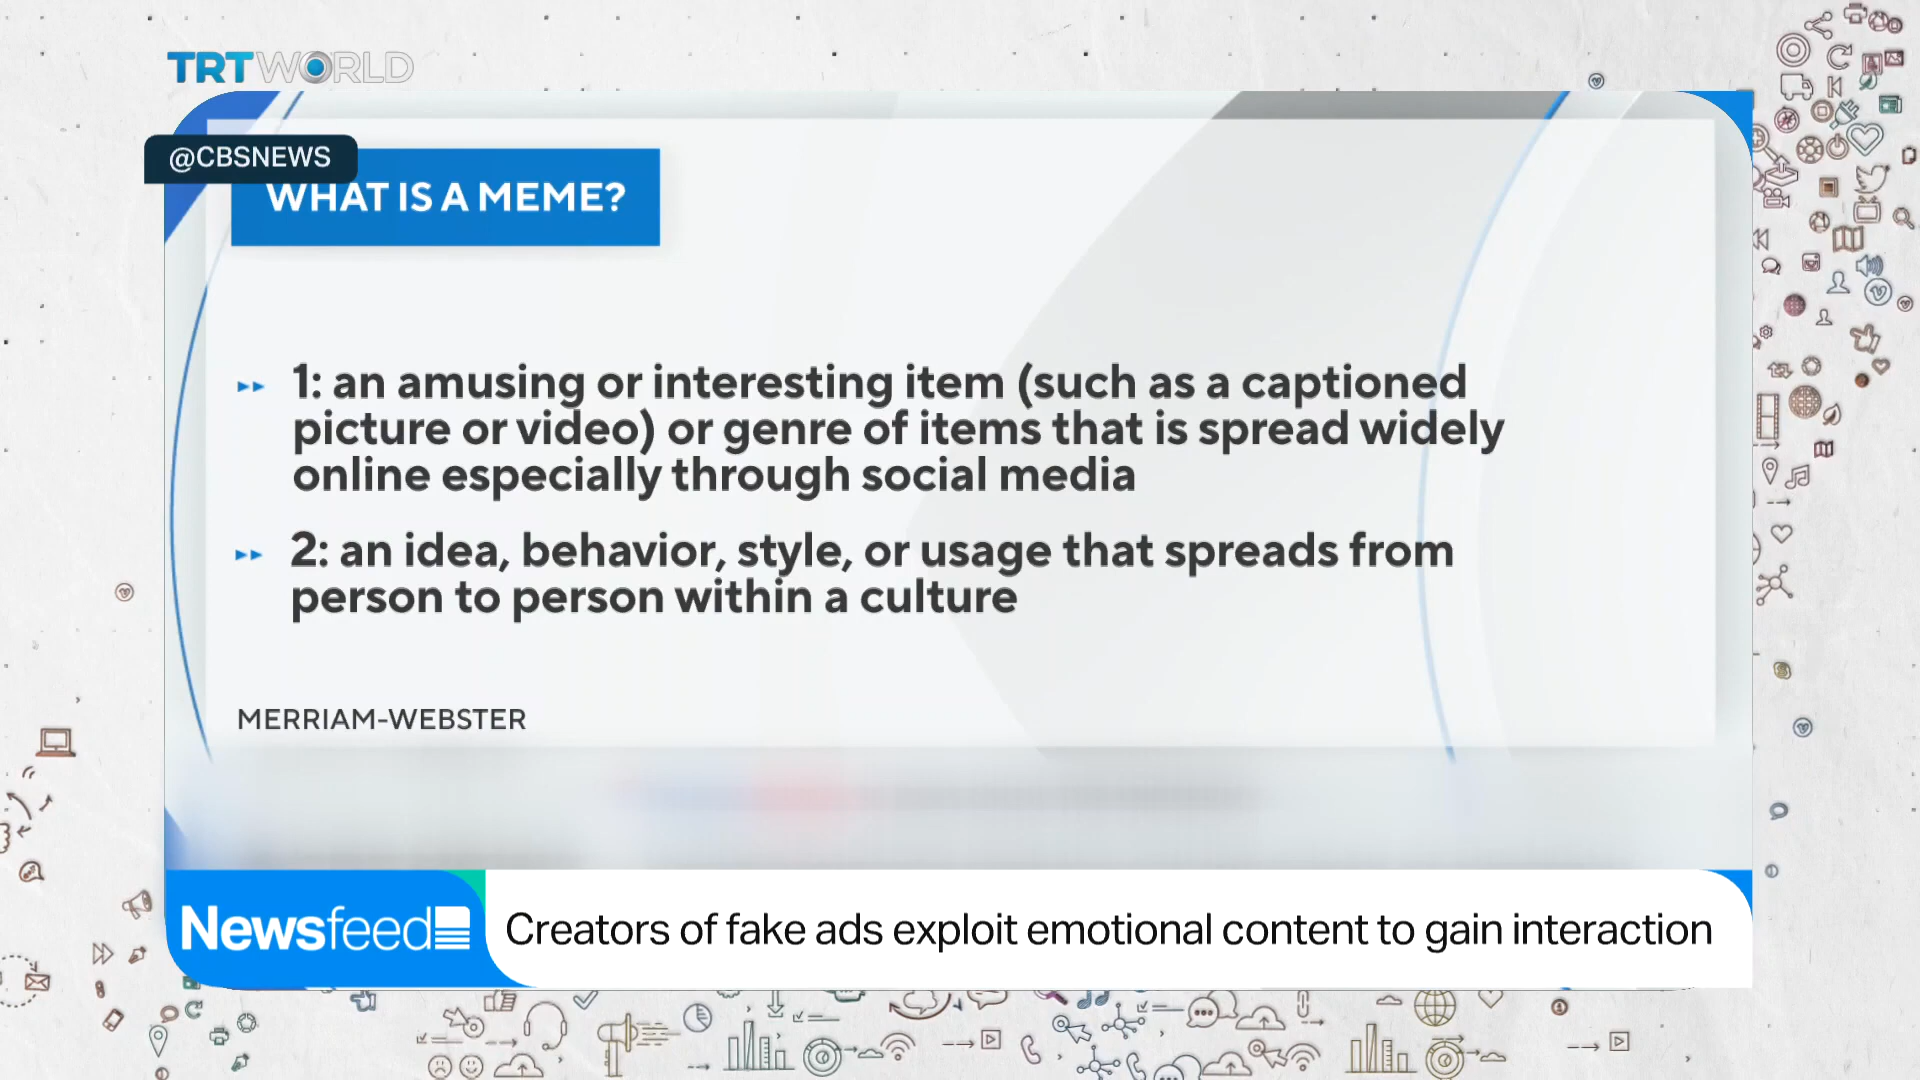 TRT WORLD
@CBSNEWS
WHAT IS A MEME?
1: an amusing or interesting item (such as a captioned
picture or video) or genre of items that is spread widely
online especially through social media
2: an idea, behavior, style, or usage that spreads from
person to person within a culture
MERRIAM-WEBSTER
Newsfeed
Creators of fake ads exploit emotional content to gain interaction